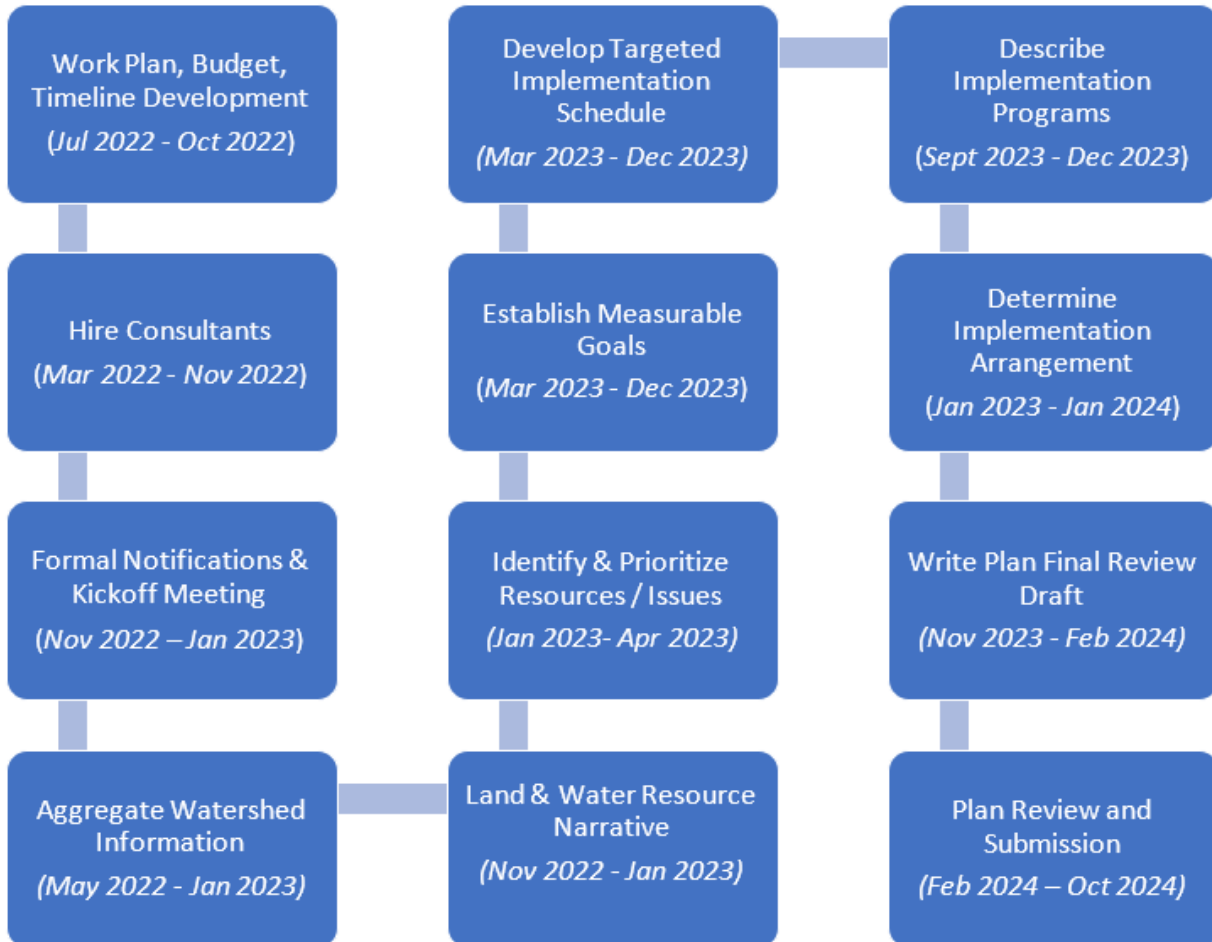 Work Plan, Budget,
Timeline Development
(Jul 2022 - Oct 2022)
Hire Consultants
(Mar 2022 - Nov 2022)
Formal Notifications &
Kickoff Meeting
(Nov 2022 – Jan 2023)
Aggregate Watershed
Information
(May 2022 - Jan 2023)
Land & Water Resource
Narrative
(Nov 2022 - Jan 2023)
Identify & Prioritize
Resources / Issues
(Jan 2023- Apr 2023)
Establish Measurable
Goals
(Mar 2023 - Dec 2023)
Develop Targeted
Implementation
Schedule
(Mar 2023 - Dec 2023)
Describe
Implementation
Programs
(Sept 2023 - Dec 2023)
Determine
Implementation
Arrangement
(Jan 2023 - Jan 2024)
Write Plan Final Review
Draft
(Nov 2023 - Feb 2024)
Plan Review and
Submission
(Feb 2024 – Oct 2024)